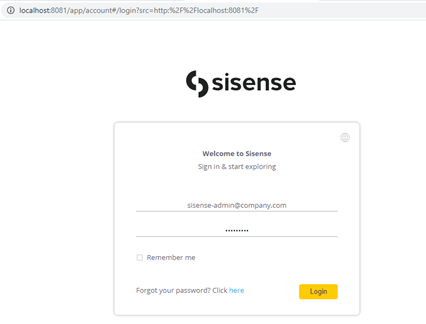 localhost:8081/app/account#/login?src=http:%2F%2Flocalhost:8081%2F
sisense
Welcome to Sisense
Sign in & start exploring
sisense-admin@company.com
•••••••••
Remember me
Forgot your password? Click here
Login